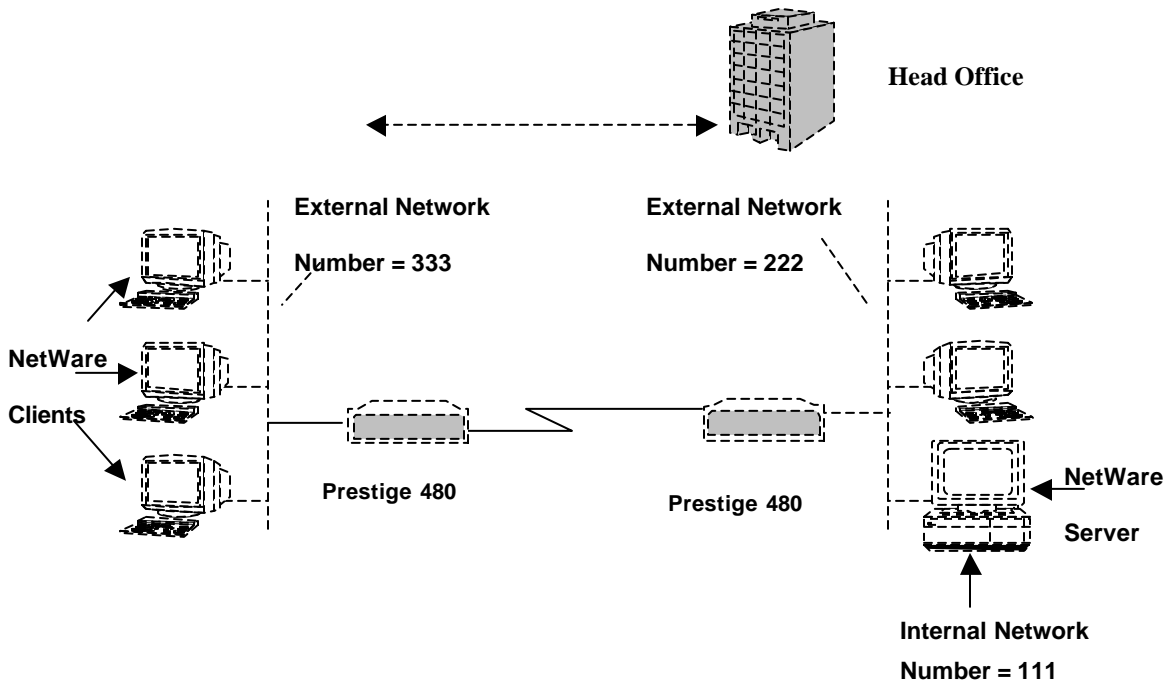 Head Office
External Network
Number = 333
External Network
Number = 222
NetWare
Clients
Prestige 480
Prestige 480
NetWare
Server
Internal Network
Number = 111